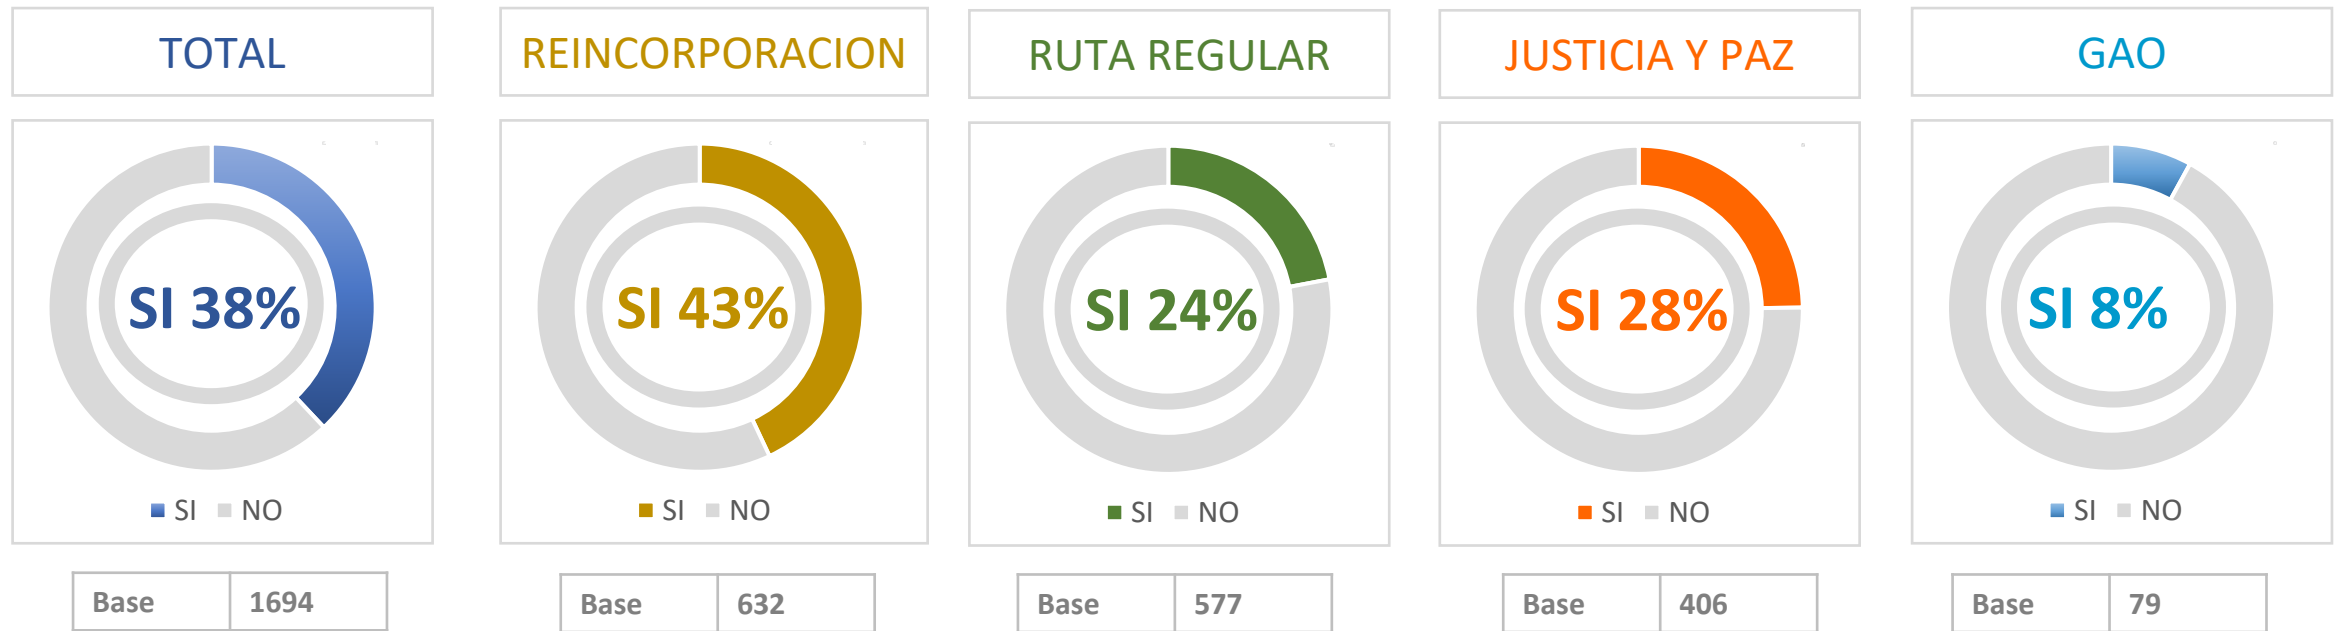 TOTAL
SI 38%
SI NO
Base 1694
REINCORPORACION
SI 43%
SI NO
Base 632
RUTA REGULAR
SI 24%
SI NO
Base 577
JUSTICIA Y PAZ
SI 28%
SI NO
Base 406
GAO
SI 8%
SI NO
Base 79